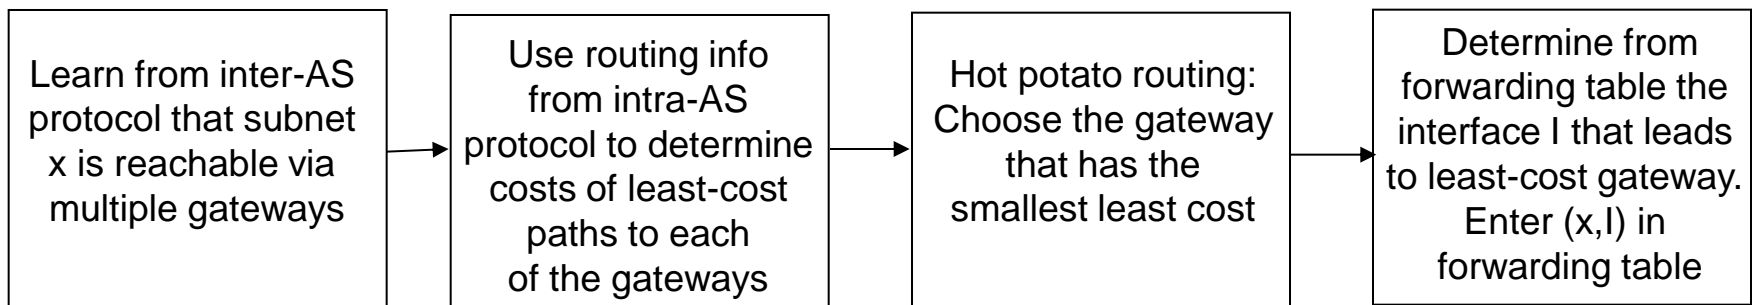 Learn from inter-AS
protocol that subnet
x is reachable via
multiple gateways
Use routing info
from intra-AS
protocol to determine
costs of least-cost
paths to each
of the gateways
Hot potato routing:
Choose the gateway
that has the
smallest least cost
Determine from
forwarding table the
interface I that leads
to least-cost gateway.
Enter (x,I) in
forwarding table